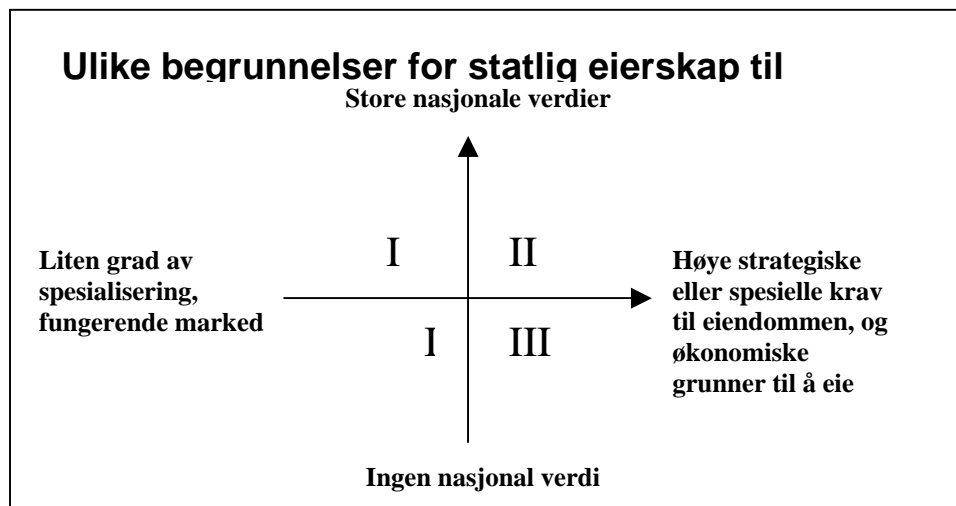 Ulike begrunnelser for statlig eierskap til
Store nasjonale verdier
I
II
Liten grad av
spesialisering,
fungerende marked
Høye strategiske
eller spesielle krav
til eiendommen, og
økonomiske
grunner til å eie
I
III
Ingen nasjonal verdi